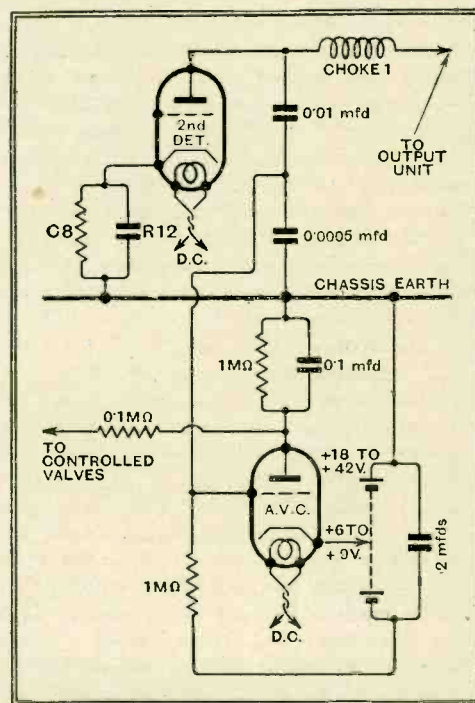 CHOKE 1
0·01 mfd
2nd
DET.
TO
OUTPUT
UNIT
C8
R12
0·0005 mfd
D.C.
CHASSIS EARTH
1MΩ
0·1 mfd
0·1MΩ
TO
CONTROLLED
VALVES
+18 TO
+42V.
A.V.C.
+6 TO
+9V.
·2 mfds
1MΩ
D.C.